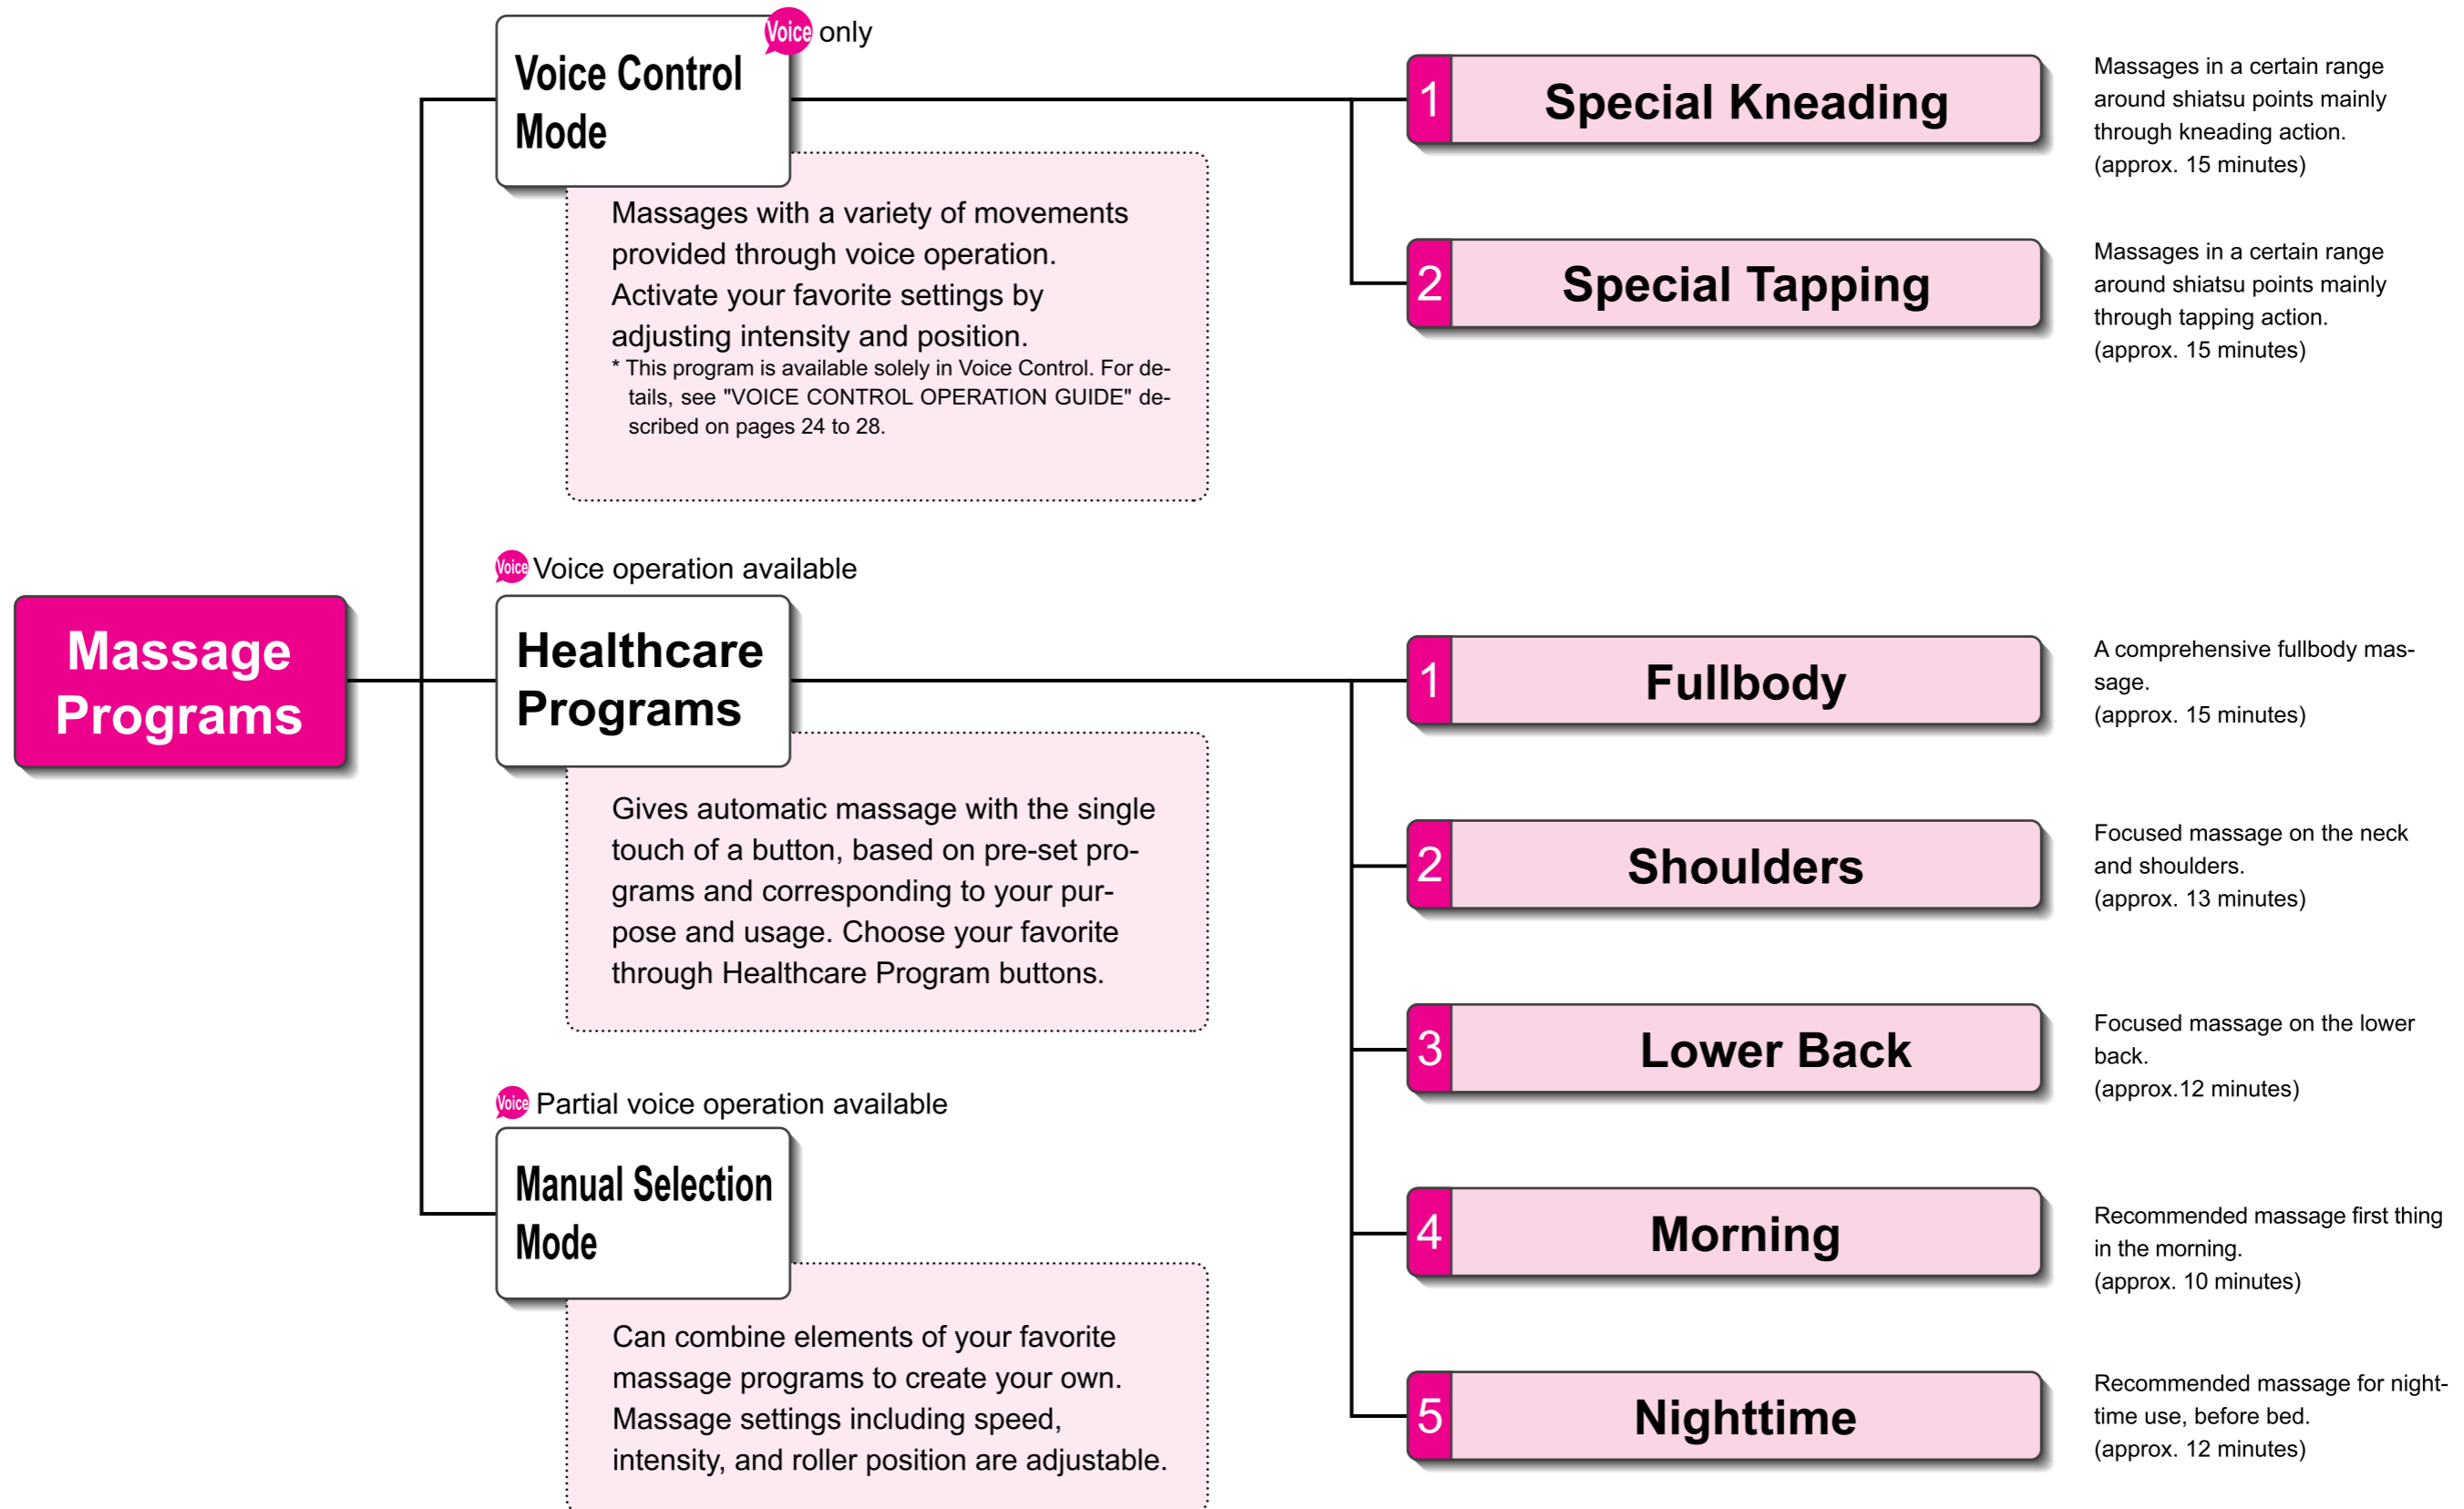 Voice only
Voice Control
Mode
Massages with a variety of movements
provided through voice operation.
Activate your favorite settings by
adjusting intensity and position.
* This program is available solely in Voice Control. For de-
tails, see "VOICE CONTROL OPERATION GUIDE" de-
scribed on pages 24 to 28.
1 Special Kneading
Massages in a certain range
around shiatsu points mainly
through kneading action.
(approx. 15 minutes)
2 Special Tapping
Massages in a certain range
around shiatsu points mainly
through tapping action.
(approx. 15 minutes)
Massage
Programs
Voice Voice operation available
Healthcare
Programs
Gives automatic massage with the single
touch of a button, based on pre-set pro-
grams and corresponding to your pur-
pose and usage. Choose your favorite
through Healthcare Program buttons.
1 Fullbody
A comprehensive fullbody mas-
sage.
(approx. 15 minutes)
2 Shoulders
Focused massage on the neck
and shoulders.
(approx. 13 minutes)
3 Lower Back
Focused massage on the lower
back.
(approx.12 minutes)
4 Morning
Recommended massage first thing
in the morning.
(approx. 10 minutes)
5 Nighttime
Recommended massage for night-
time use, before bed.
(approx. 12 minutes)
Voice Partial voice operation available
Manual Selection
Mode
Can combine elements of your favorite
massage programs to create your own.
Massage settings including speed,
intensity, and roller position are adjustable.